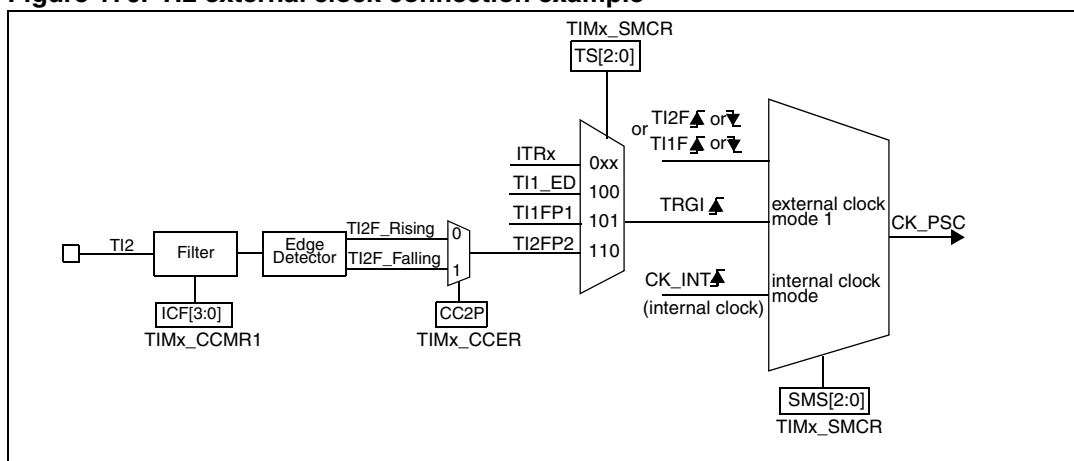 Figure TI2 external clock connection example
TIMx_SMCR
TS[2:0]
or TI2F or
TI1F or
ITRx
0xx
TI1_ED
100
TRGI
external clock
mode 1
CK_PSC
TI1FP1
101
TI2F_Rising
0
TI2
Filter
Edge
Detector
TI2FP2
110
TI2F_Falling
1
CK_INT
internal clock
mode
(internal clock)
ICF[3:0]
CC2P
TIMx_CCMR1
TIMx_CCER
SMS[2:0]
TIMx_SMCR